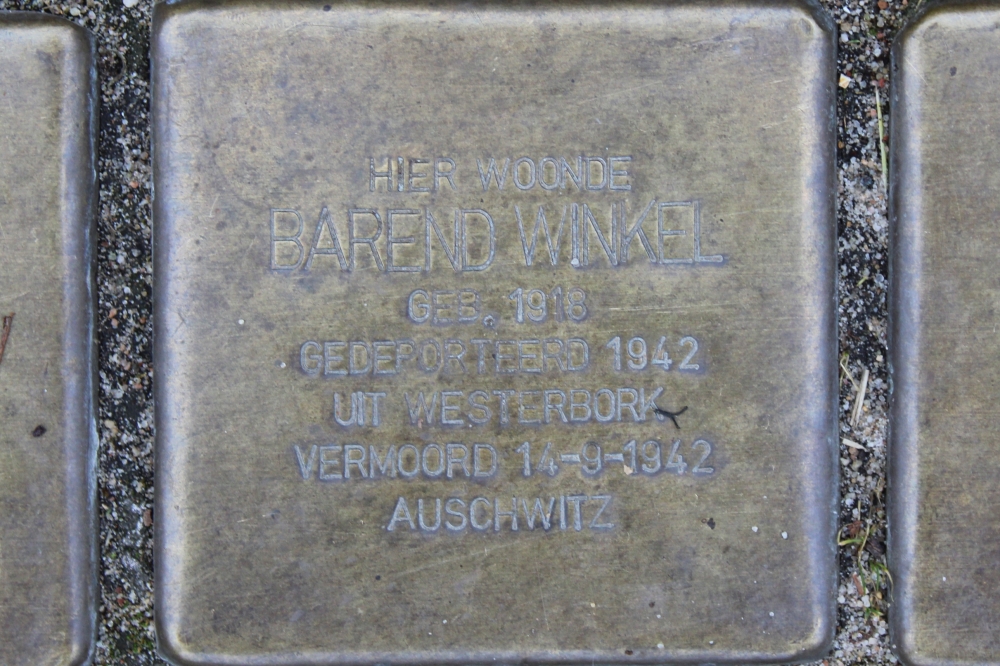 HIER WOONDE
BAREND WINKEL
GEB. 1918
GEDEPORTEERD 1942
UIT WESTERBORK
VERMOORD 14-9-1942
AUSCHWITZ